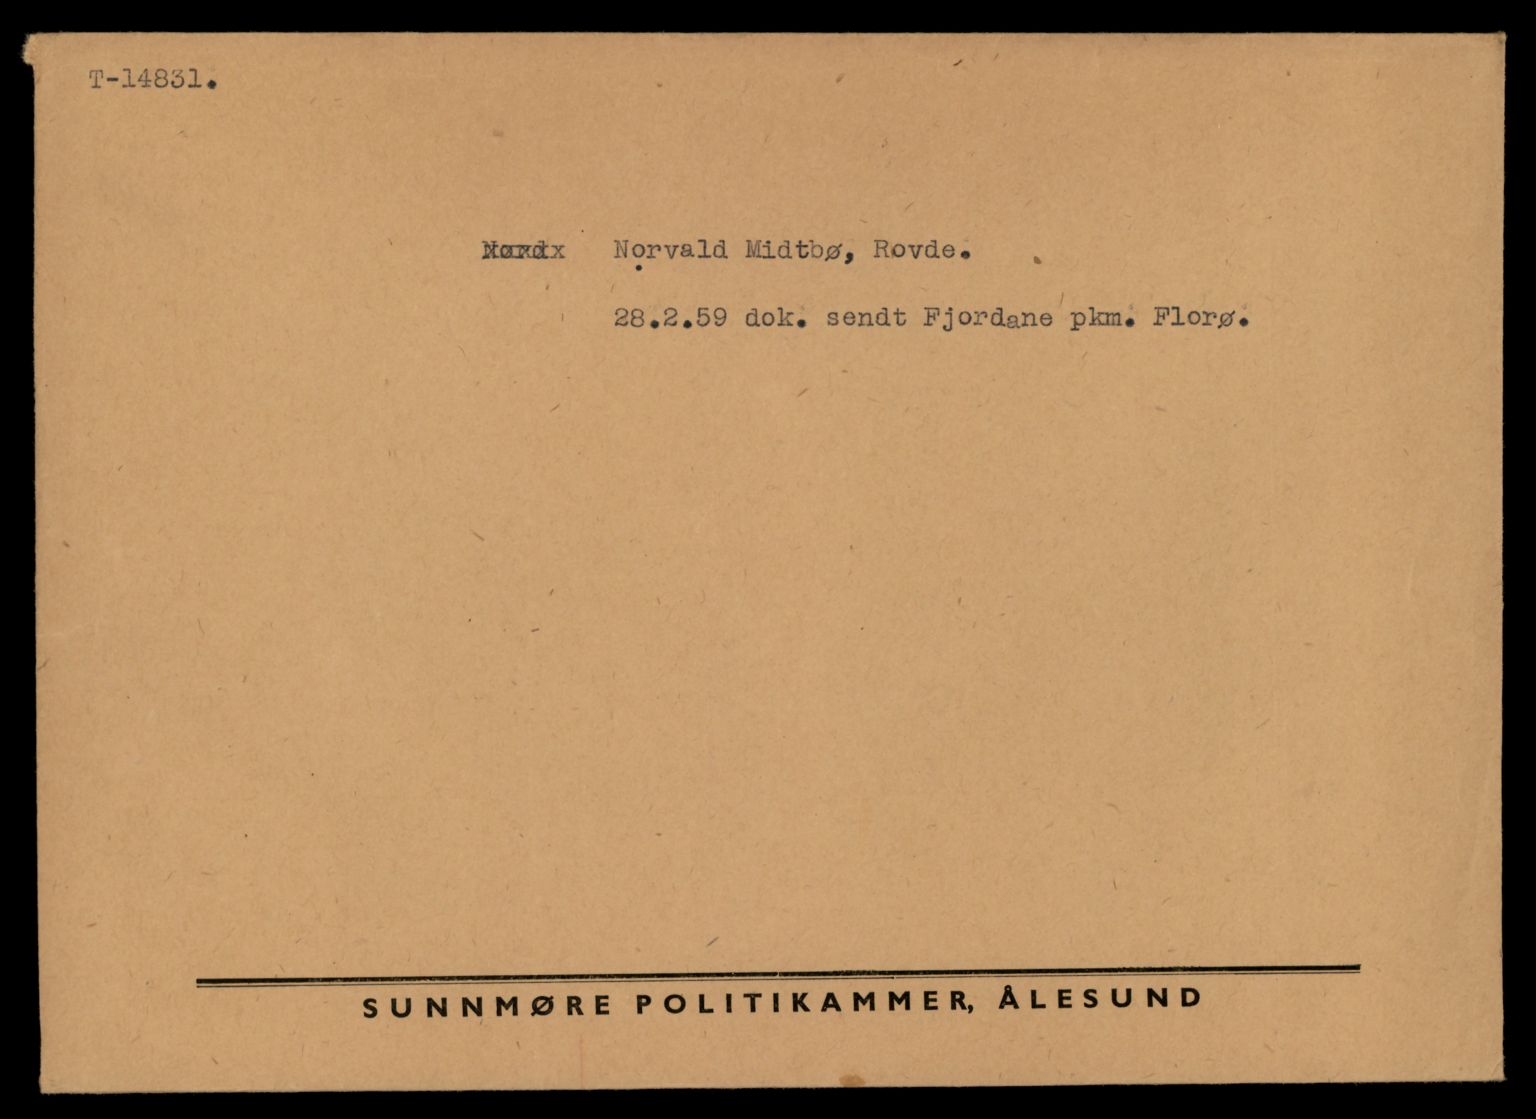 T-14831.
Norvald Midtbø, Rovde.
28.2.59 dok. sendt Fjordane pkm. Florø.
SUNNMØRE POLITIKAMMER, ÅLESUND